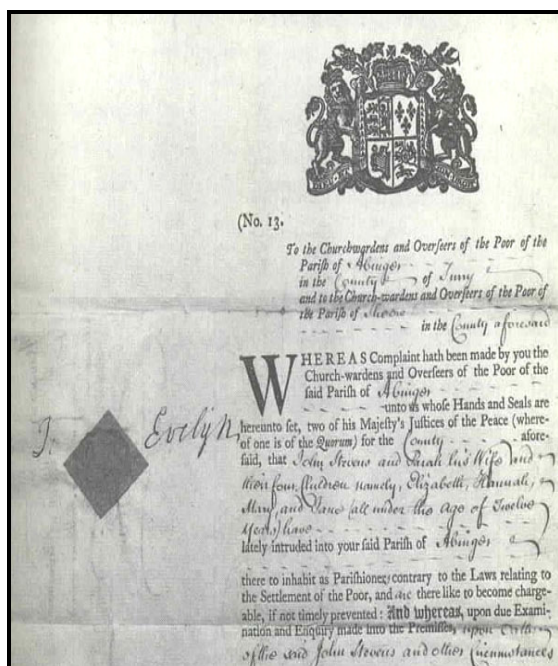 (No. 13.
To the Churchwardens and Overſeers of the Poor of the
Pariſh of Abinger
in the County of Surry
and to the Church-wardens and Overſeers of the Poor of
the Pariſh of Sheere
in the County aforesaid
WHEREAS Complaint hath been made by you the
Church-wardens and Overſeers of the Poor of the
ſaid Pariſh of Abinger
unto us whoſe Hands and Seals are
J. Evelyn
hereunto ſet, two of his Majeſty's Juſtices of the Peace (where-
of one is of the Quorum) for the County afore-
ſaid, that John Stevens and Sarah his Wife and
their four Children namely, Elizabeth, Hannah,
Mary, and Jane (all under the Age of Twelve
Years) have
lately intruded into your ſaid Pariſh of Abinger
there to inhabit as Pariſhioners, contrary to the Laws relating to
the Settlement of the Poor, and are there like to become charge-
able, if not timely prevented: And whereas, upon due Exami-
nation and Enquiry made into the Premiſſes, upon Oath
of the said John Stevens and other Circumstances